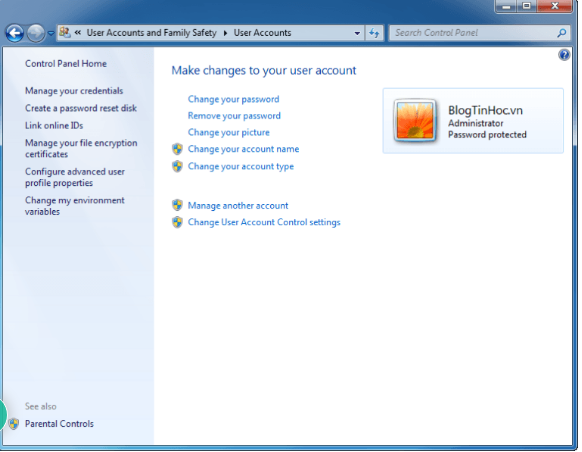 « User Accounts and Family Safety ▸ User Accounts
Search Control Panel
Control Panel Home
Manage your credentials
Create a password reset disk
Link online IDs
Manage your file encryption
certificates
Configure advanced user
profile properties
Change my environment
variables
See also
Parental Controls
Make changes to your user account
Change your password
Remove your password
Change your picture
Change your account name
Change your account type
Manage another account
Change User Account Control settings
BlogTinHoc.vn
Administrator
Password protected